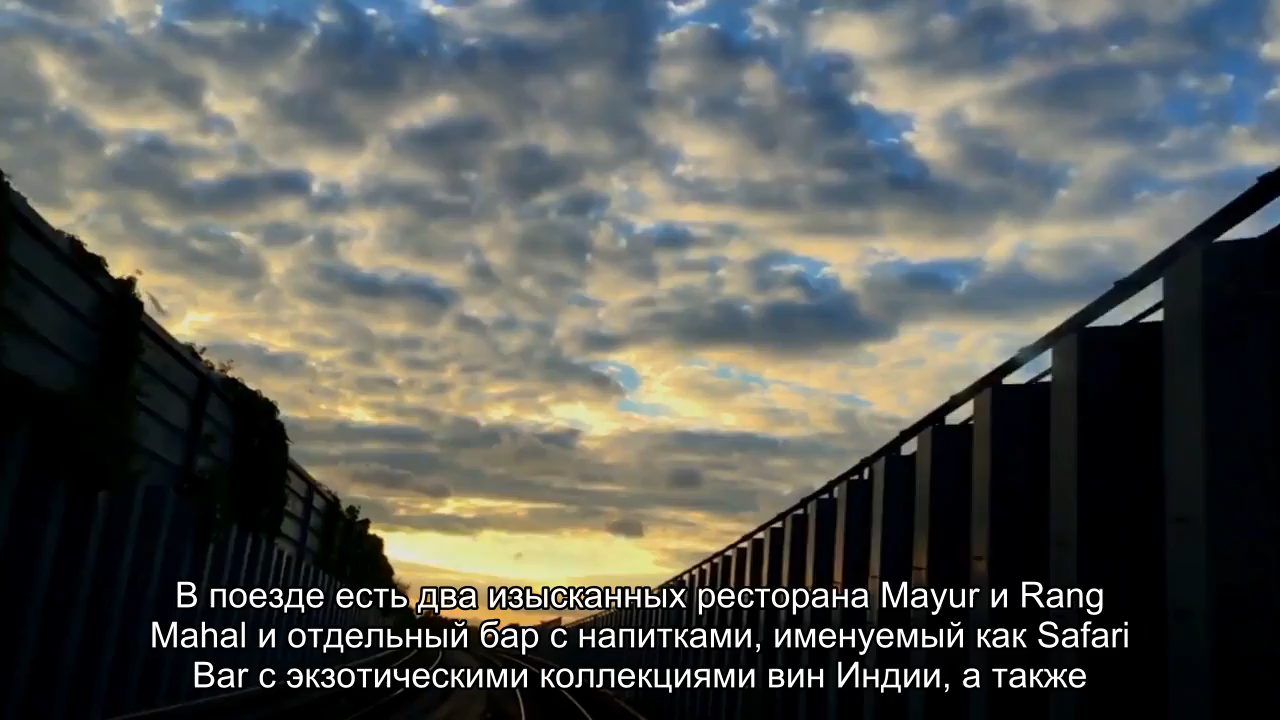 В поезде есть два изысканных ресторана Mayur и Rang
Mahal и отдельный бар с напитками, именуемый как Safari
Bar с экзотическими коллекциями вин Индии, а также